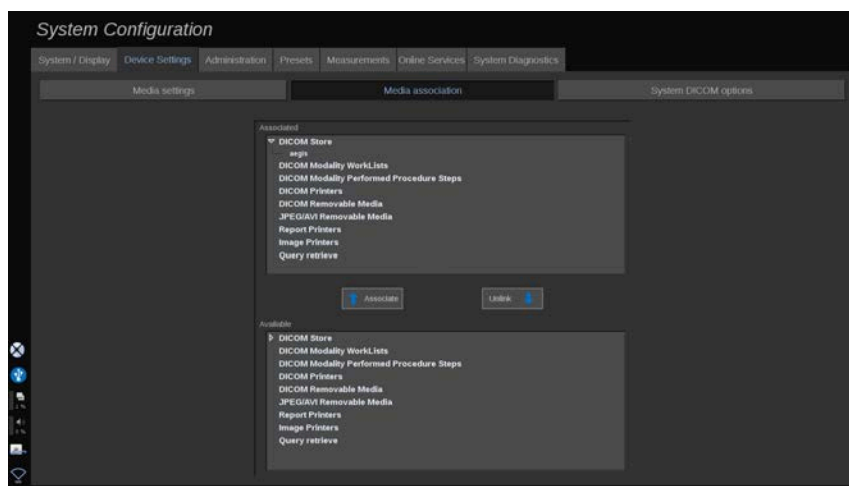 System Configuration
System / Display Device Settings Administration Presets Measurements Online Services System Diagnostics
Media settings Media association System DICOM options
Associated
DICOM Store
aegis
DICOM Modality WorkLists
DICOM Modality Performed Procedure Steps
DICOM Printers
DICOM Removable Media
JPEG/AVI Removable Media
Report Printers
Image Printers
Query retrieve
Associate Unlink
Available
DICOM Store
DICOM Modality WorkLists
DICOM Modality Performed Procedure Steps
DICOM Printers
DICOM Removable Media
JPEG/AVI Removable Media
Report Printers
Image Printers
Query retrieve